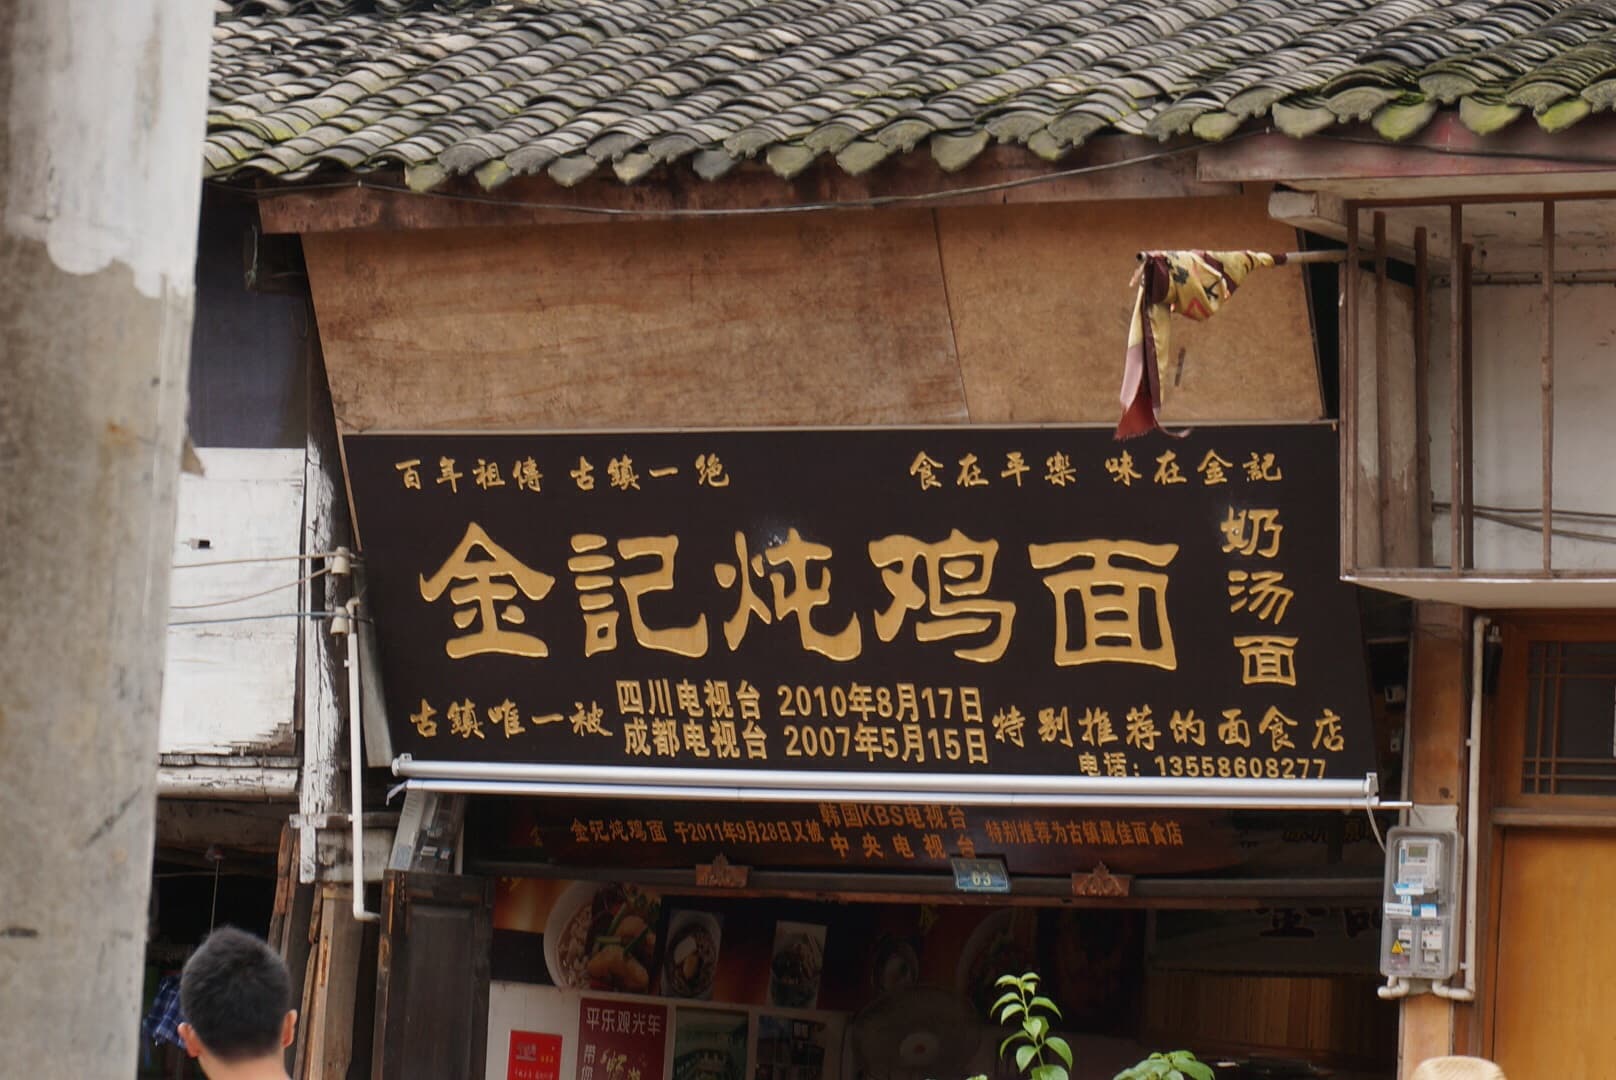 百年祖傳 古鎮一绝
食在平樂 味在金記
金記炖鸡面
奶汤面
古鎮唯一被
四川电视台 2010年8月17日
成都电视台 2007年5月15日
特别推荐的面食店
电话：13558608277
韩国KBS电视台
金记炖鸡面 于2011年9月28日又被
中央电视台
特别推荐为古镇最佳面食店
63
平乐观光车